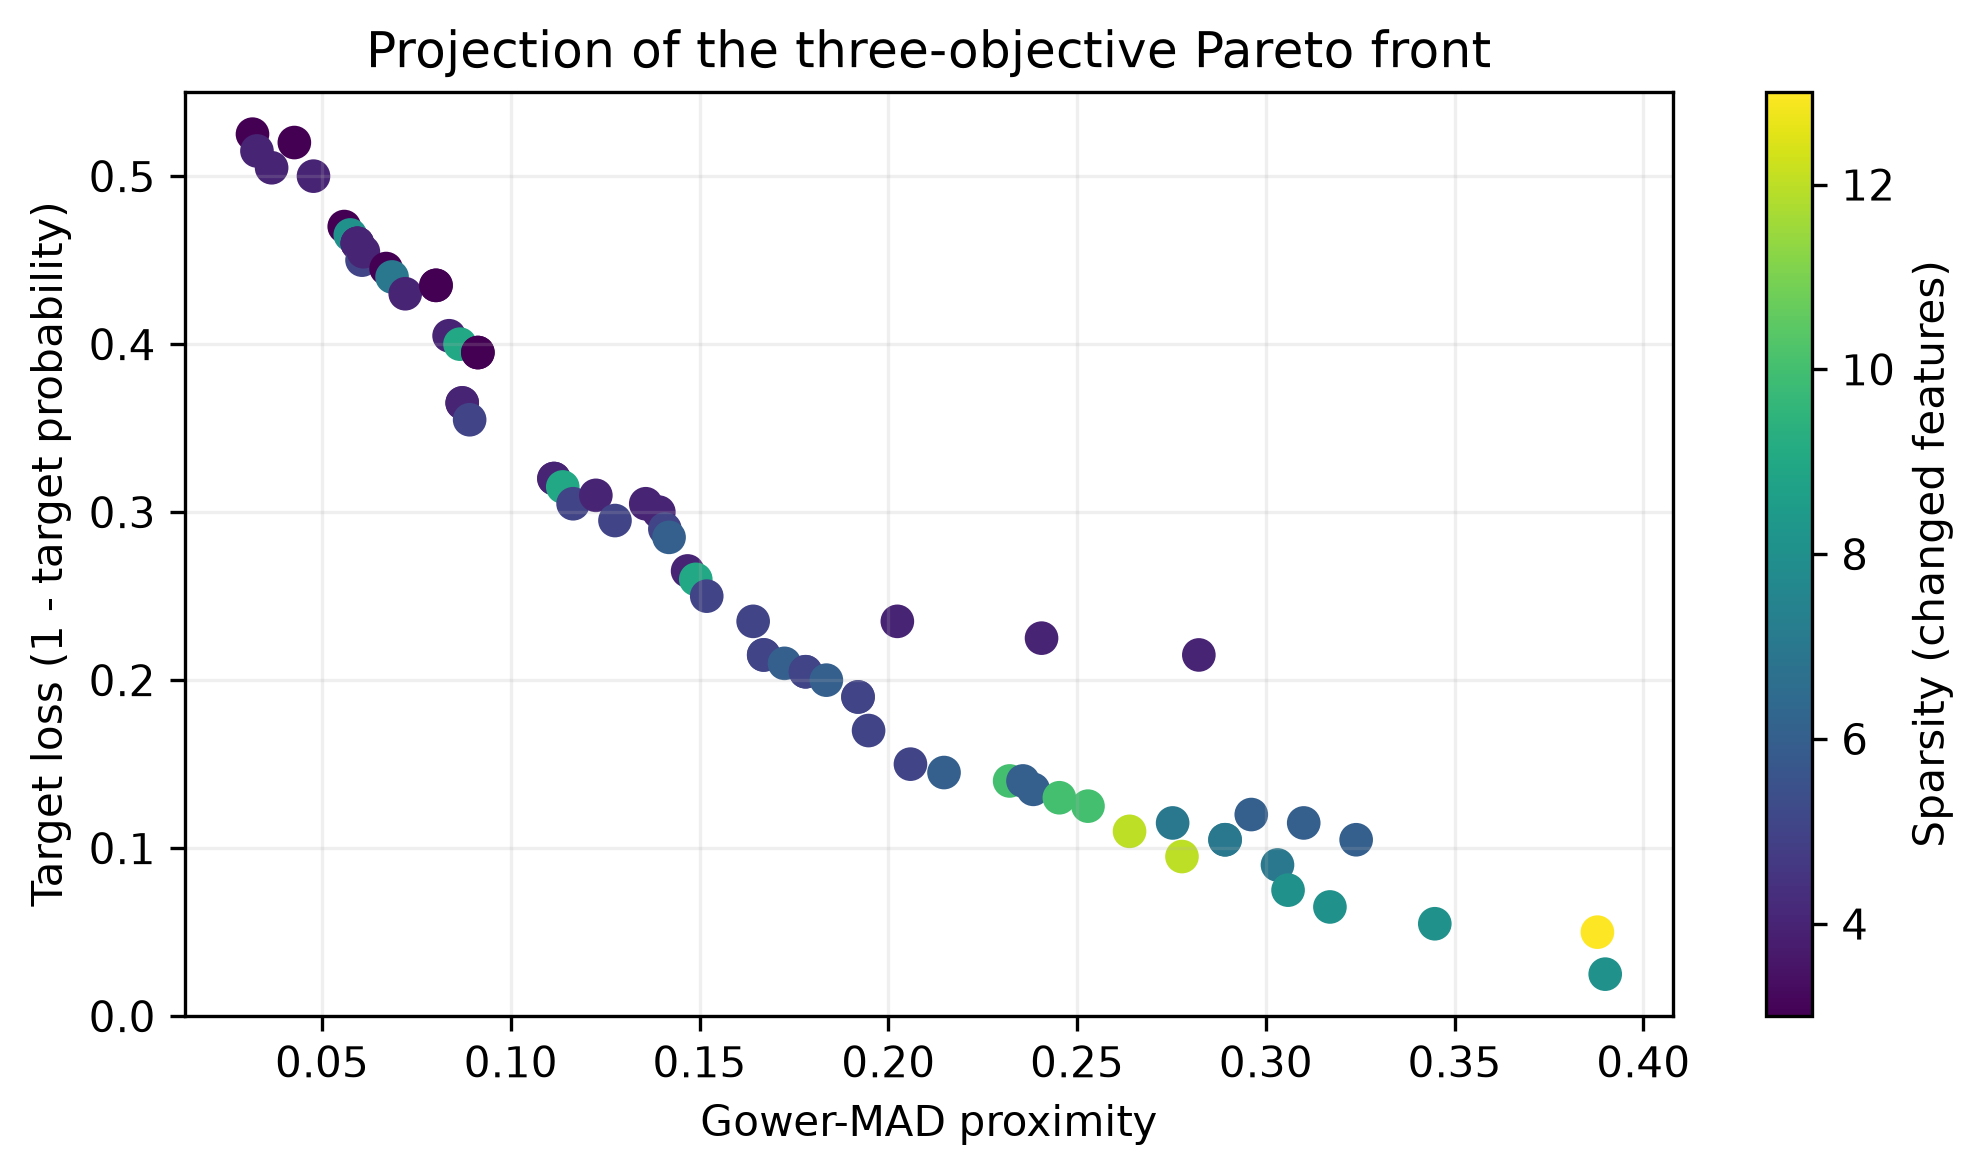 Projection of the three-objective Pareto front
Target loss (1 - target probability)
0.5
0.4
0.3
0.2
0.1
0.0
0.05 0.10 0.15 0.20 0.25 0.30 0.35 0.40
Gower-MAD proximity
12
10
8
6
4
Sparsity (changed features)